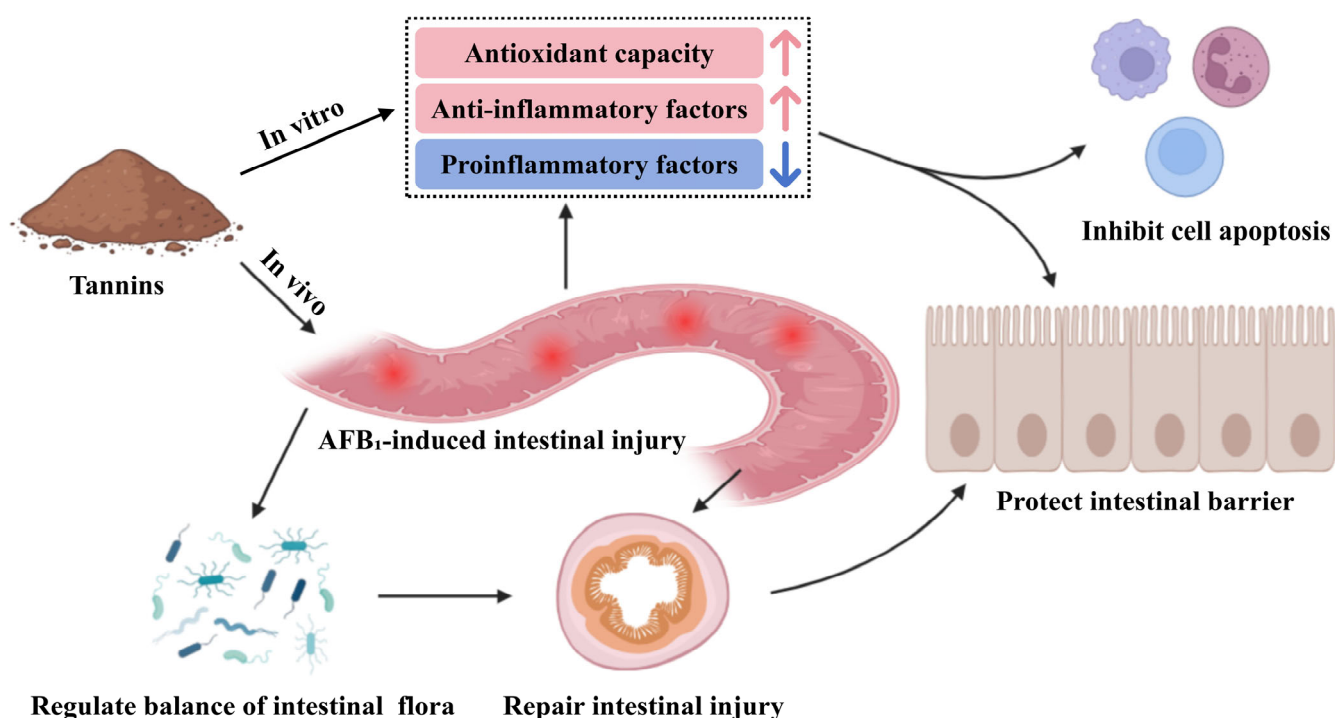 Antioxidant capacity
Anti-inflammatory factors
Proinflammatory factors
In vitro
Tannins
In vivo
Inhibit cell apoptosis
AFB₁-induced intestinal injury
Protect intestinal barrier
Regulate balance of intestinal flora
Repair intestinal injury